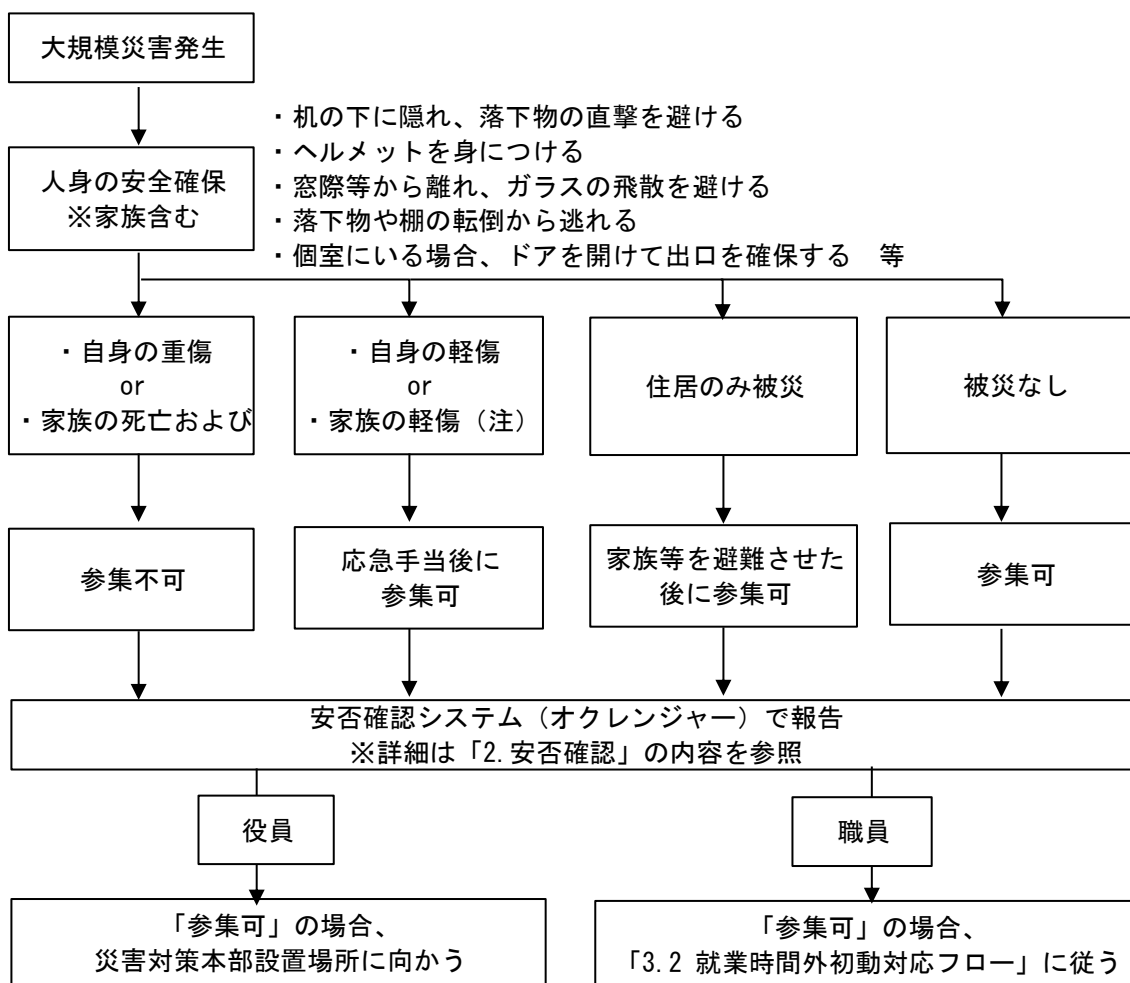 大規模災害発生
・机の下に隠れ、落下物の直撃を避ける
・ヘルメットを身につける
・窓際等から離れ、ガラスの飛散を避ける
・落下物や棚の転倒から逃れる
・個室にいる場合、ドアを開けて出口を確保する　等
人身の安全確保
※家族含む
・自身の重傷
or
・家族の死亡および
・自身の軽傷
or
・家族の軽傷（注）
住居のみ被災
被災なし
参集不可
応急手当後に
参集可
家族等を避難させた
後に参集可
参集可
安否確認システム（オクレンジャー）で報告
※詳細は「2.安否確認」の内容を参照
役員
職員
「参集可」の場合、
災害対策本部設置場所に向かう
「参集可」の場合、
「3.2 就業時間外初動対応フロー」に従う